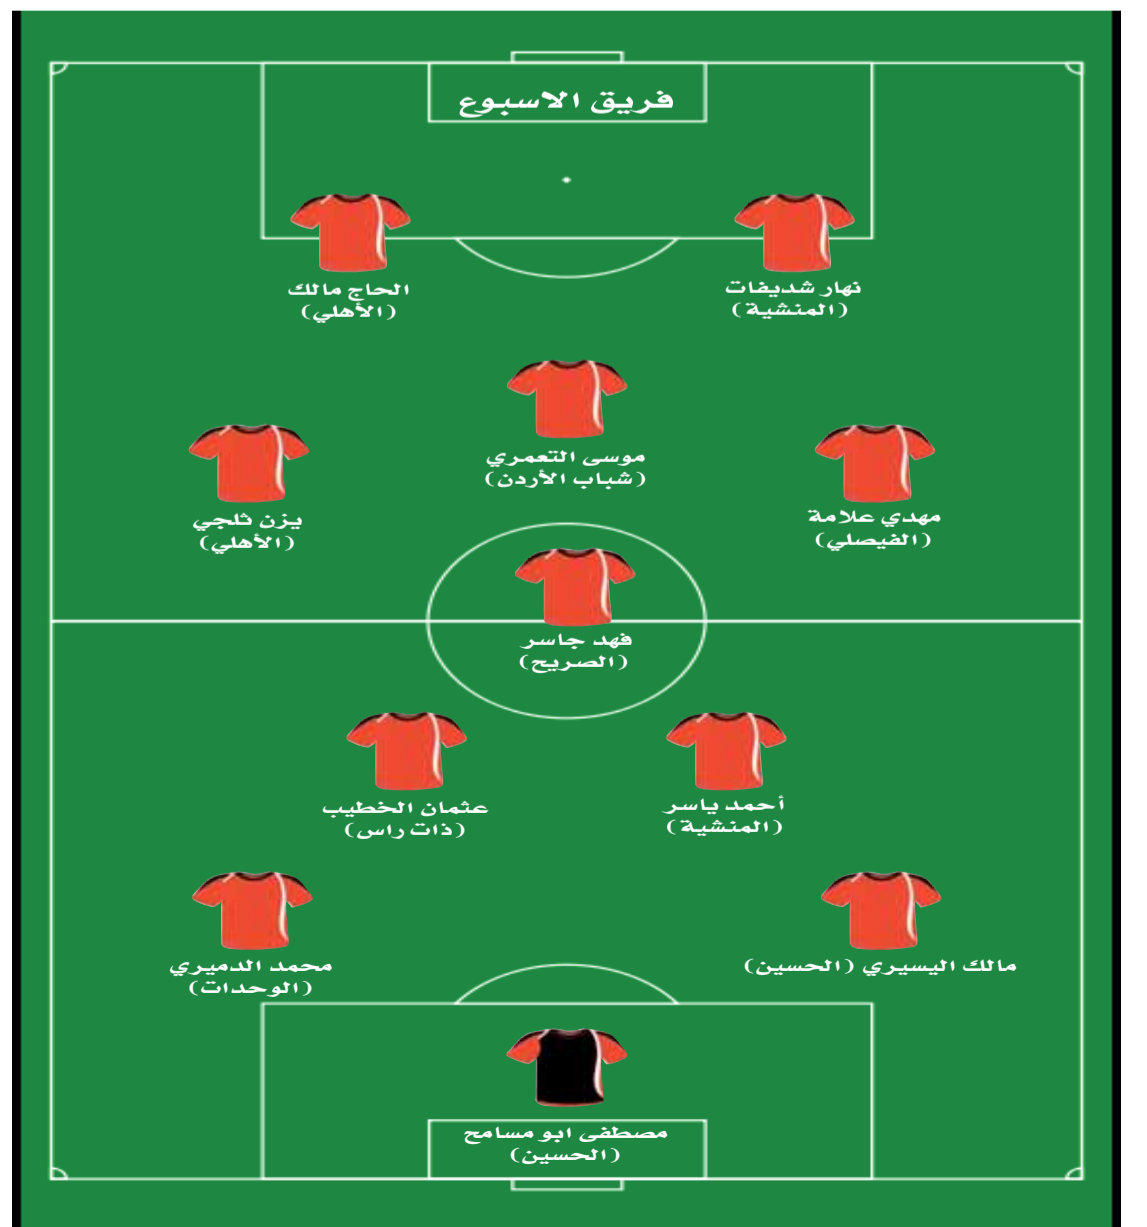 فريق الاسبوع
نهار شديفات
(المنشية)
الحاج مالك
(الأهلي)
موسى التعمري
(شباب الأردن)
مهدي علامة
(الفيصلي)
يزن ثلجي
(الأهلي)
فهد جاسر
(الصريح)
أحمد ياسر
(المنشية)
عثمان الخطيب
(ذات راس)
مالك اليسيري (الحسين)
محمد الدميري
(الوحدات)
مصطفى ابو مسامح
(الحسين)